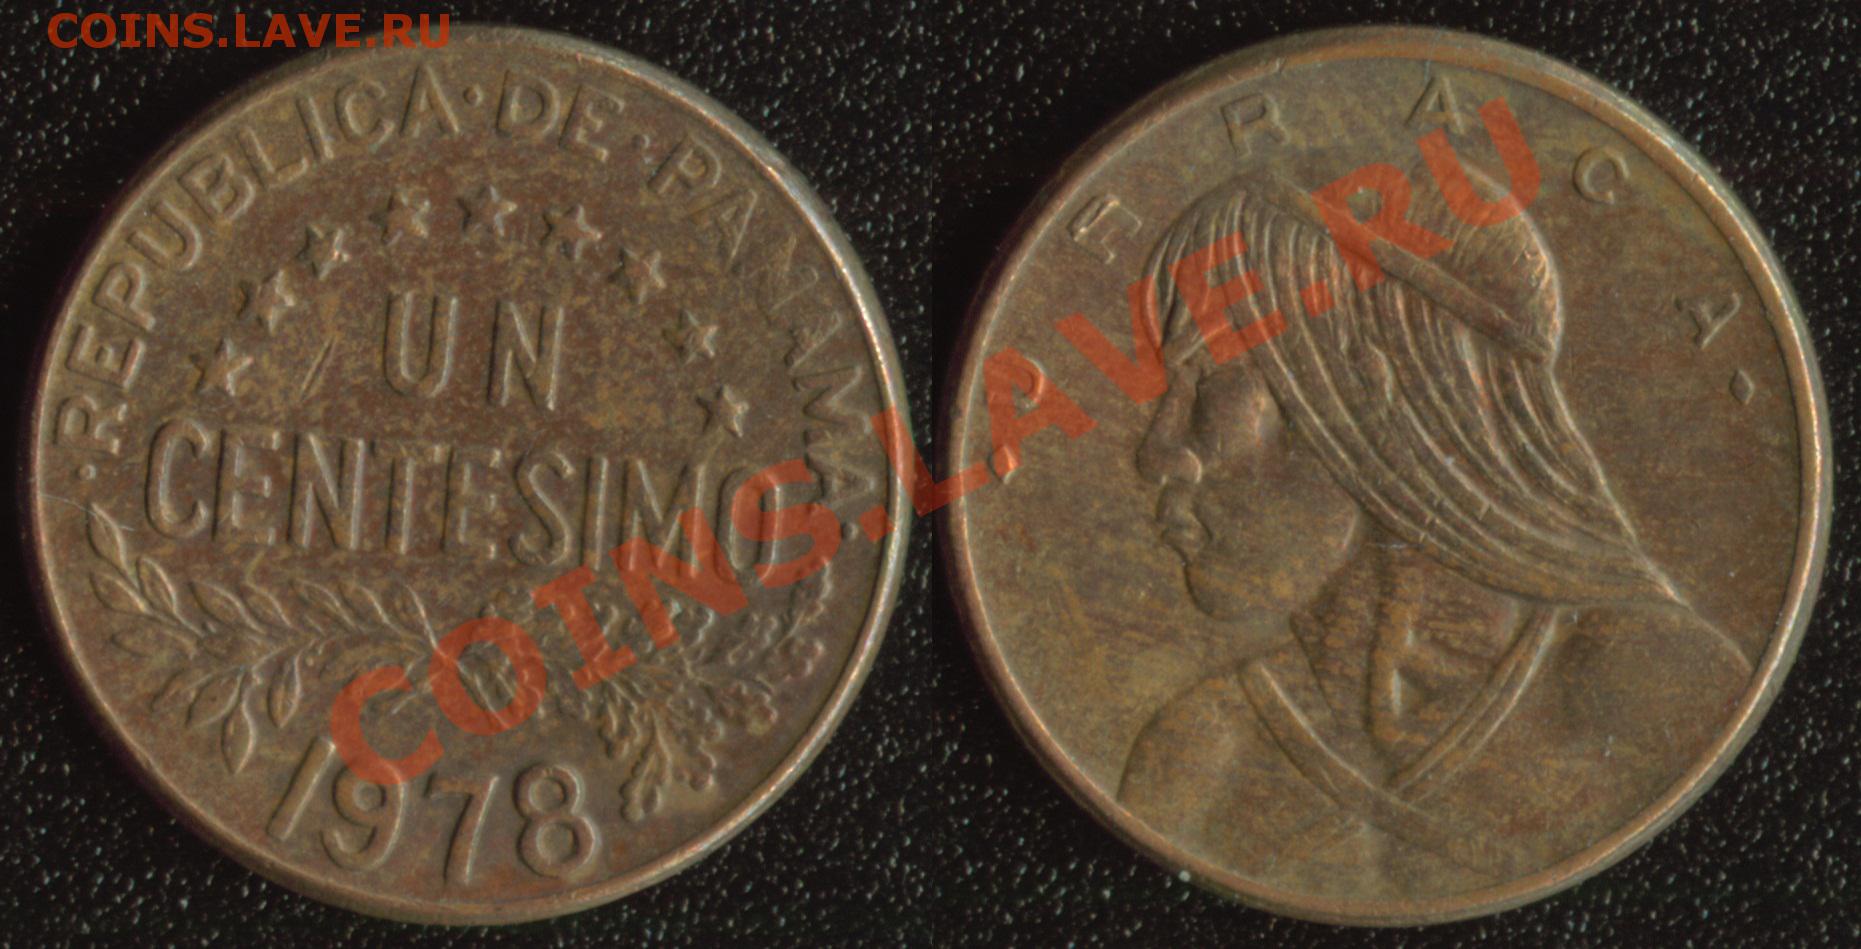 COINS.LAVE.RU
·REPUBLICA·DE·PANAMA·
UN
CENTESIMO
1978
URRACA
COINS.LAVE.RU